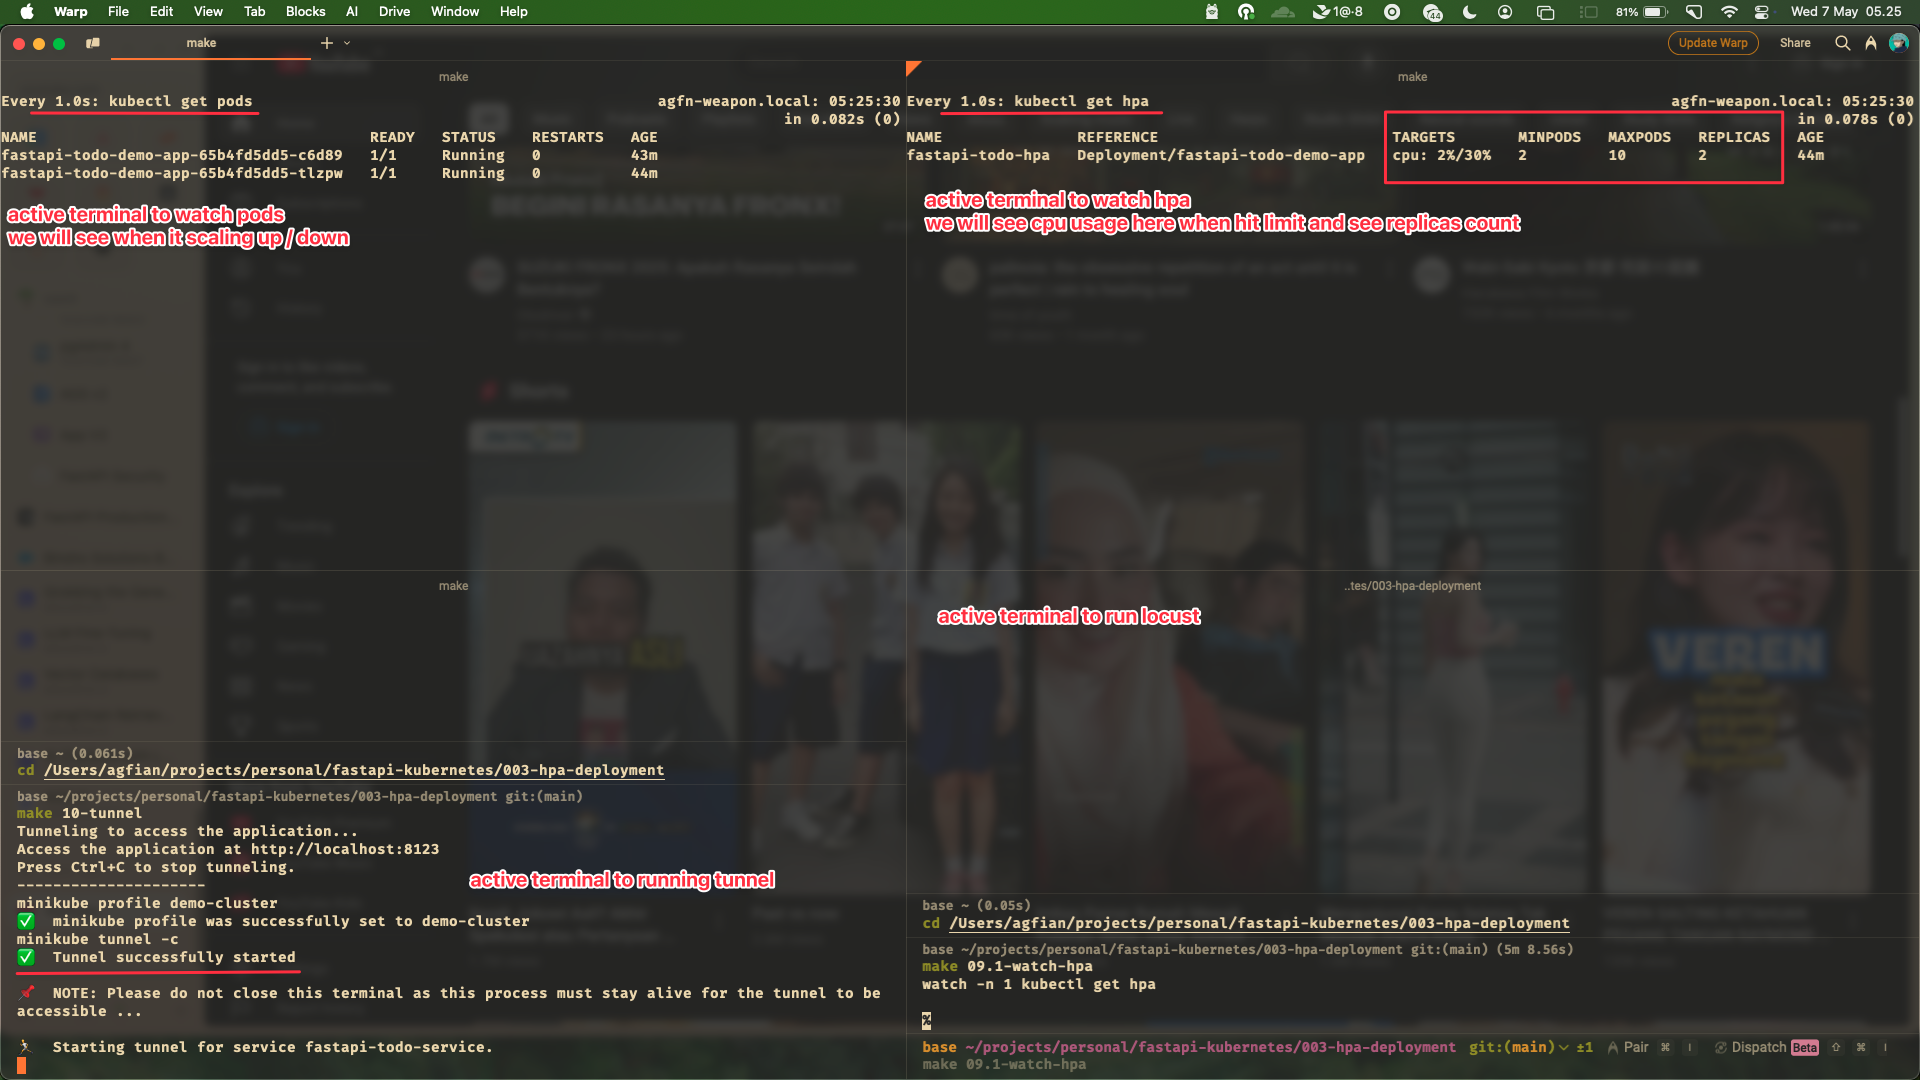 Warp File Edit View Tab Blocks AI Drive Window Help
1@·8 44 81% Wed 7 May 05.25
make
Update Warp Share
make
Every 1.0s: kubectl get pods agfn-weapon.local: 05:25:30
in 0.082s (0)
NAME READY STATUS RESTARTS AGE
fastapi-todo-demo-app-65b4fd5dd5-c6d89 1/1 Running 0 43m
fastapi-todo-demo-app-65b4fd5dd5-tlzpw 1/1 Running 0 44m
active terminal to watch pods
we will see when it scaling up / down
make
Every 1.0s: kubectl get hpa agfn-weapon.local: 05:25:30
in 0.078s (0)
NAME REFERENCE TARGETS MINPODS MAXPODS REPLICAS AGE
fastapi-todo-hpa Deployment/fastapi-todo-demo-app cpu: 2%/30% 2 10 2 44m
active terminal to watch hpa
we will see cpu usage here when hit limit and see replicas count
Shorts
VEREN
make
base ~ (0.061s)
cd /Users/agfian/projects/personal/fastapi-kubernetes/003-hpa-deployment
base ~/projects/personal/fastapi-kubernetes/003-hpa-deployment git:(main)
make 10-tunnel
Tunneling to access the application...
Access the application at http://localhost:8123
Press Ctrl+C to stop tunneling.
---------------------
active terminal to running tunnel
minikube profile demo-cluster
✅ minikube profile was successfully set to demo-cluster
minikube tunnel -c
✅ Tunnel successfully started
📌 NOTE: Please do not close this terminal as this process must stay alive for the tunnel to be
accessible ...
🏃 Starting tunnel for service fastapi-todo-service.
..tes/003-hpa-deployment
active terminal to run locust
base ~ (0.05s)
cd /Users/agfian/projects/personal/fastapi-kubernetes/003-hpa-deployment
base ~/projects/personal/fastapi-kubernetes/003-hpa-deployment git:(main) (5m 8.56s)
make 09.1-watch-hpa
watch -n 1 kubectl get hpa
%
base ~/projects/personal/fastapi-kubernetes/003-hpa-deployment git:(main) ±1 Pair ⌘ I Dispatch Beta ⇧ ⌘ I
make 09.1-watch-hpa